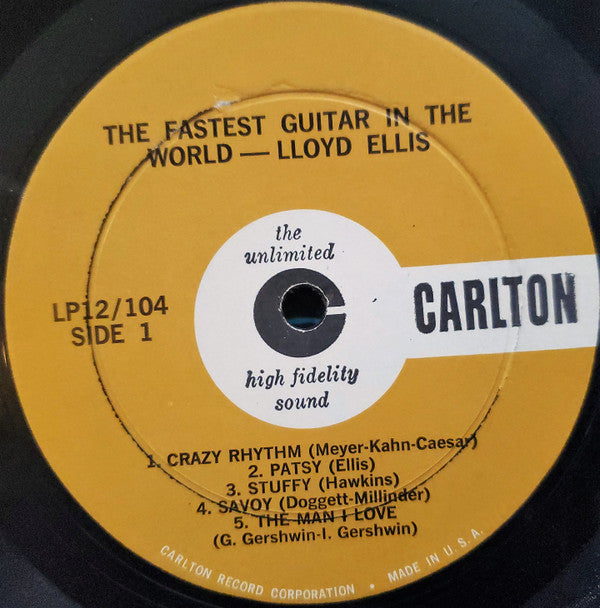 THE FASTEST GUITAR IN THE
WORLD — LLOYD ELLIS
the
unlimited
LP12/104
SIDE 1
CARLTON
high fidelity
sound
1. CRAZY RHYTHM (Meyer-Kahn-Caesar)
2. PATSY (Ellis)
3. STUFFY (Hawkins)
4. SAVOY (Doggett-Millinder)
5. THE MAN I LOVE
(G. Gershwin-I. Gershwin)
CARLTON RECORD CORPORATION • MADE IN U.S.A.